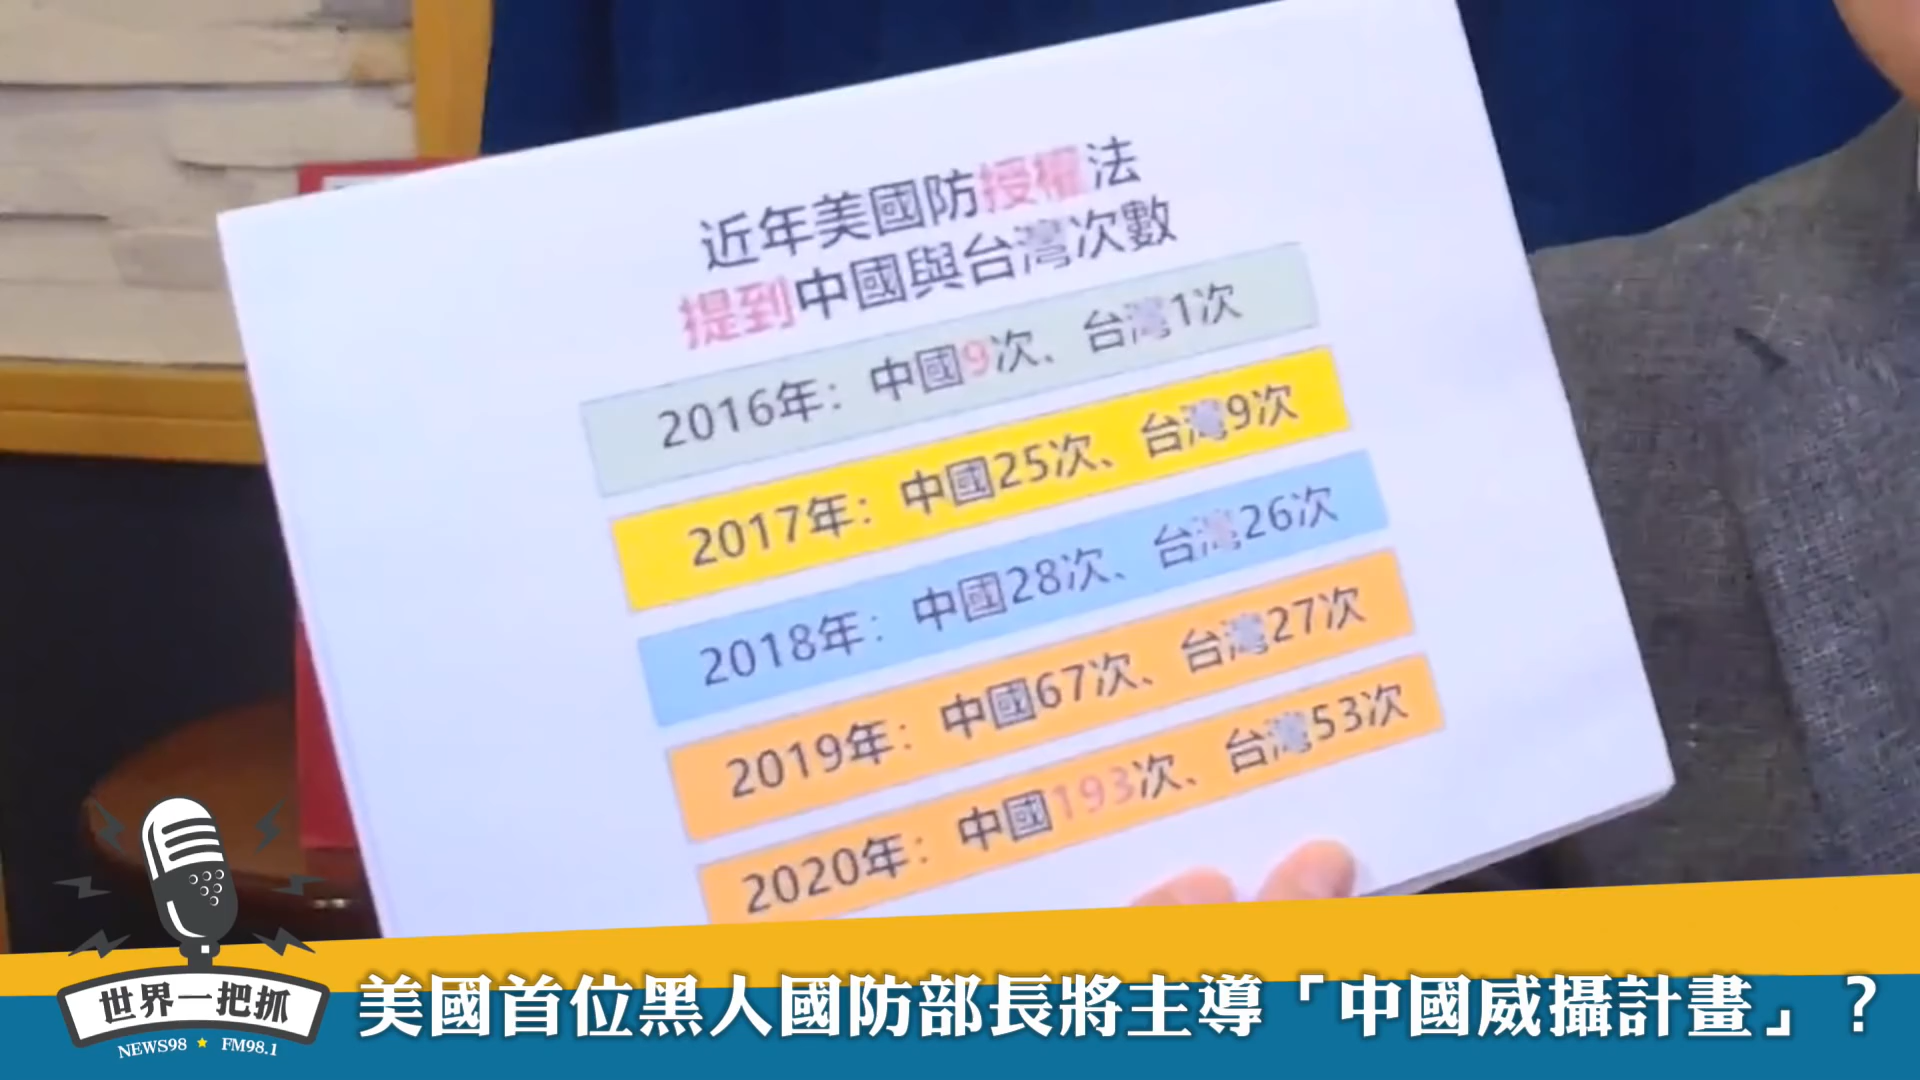 近年美國防授權法
提到中國與台灣次數
2016年：中國9次、台灣1次
2017年：中國25次、台灣9次
2018年：中國28次、台灣26次
2019年：中國67次、台灣27次
2020年：中國193次、台灣53次
世界一把抓
NEWS98 ★ FM98.1
美國首位黑人國防部長將主導「中國威攝計畫」？